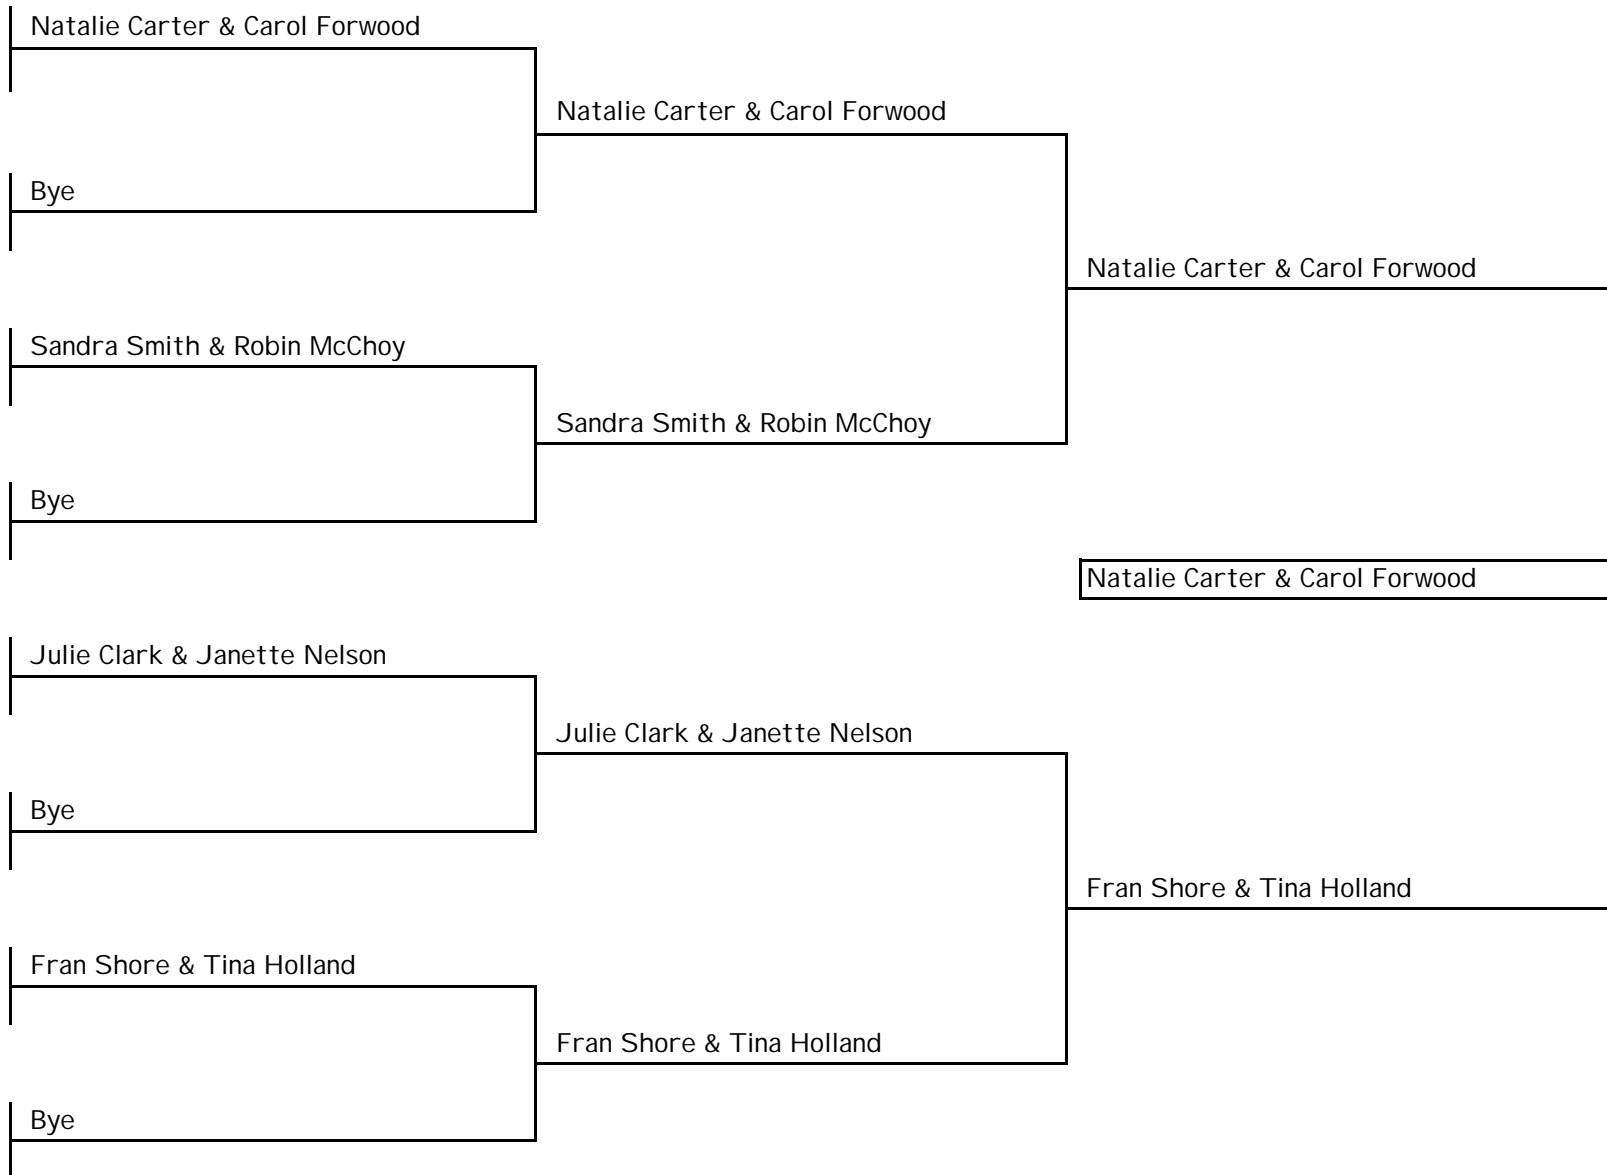 Natalie Carter & Carol Forwood
Natalie Carter & Carol Forwood
Bye
Natalie Carter & Carol Forwood
Sandra Smith & Robin McChoy
Sandra Smith & Robin McChoy
Bye
Natalie Carter & Carol Forwood
Julie Clark & Janette Nelson
Julie Clark & Janette Nelson
Bye
Fran Shore & Tina Holland
Fran Shore & Tina Holland
Fran Shore & Tina Holland
Bye